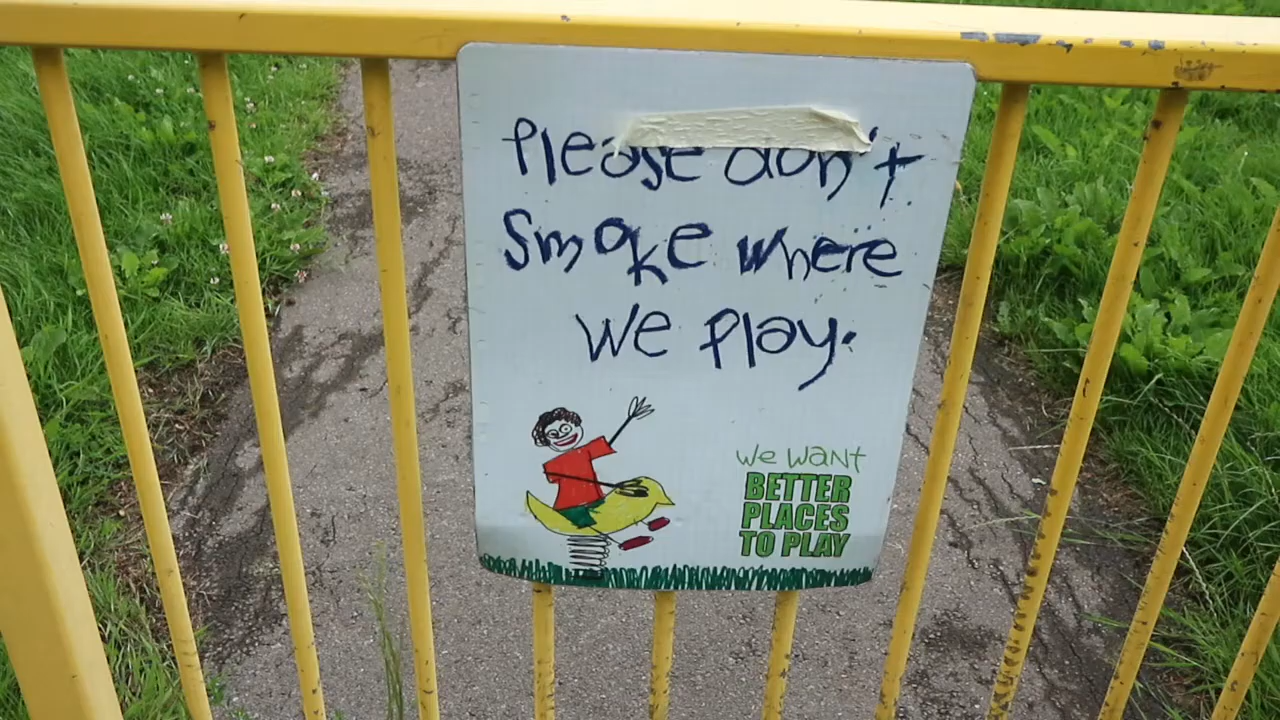 Please don't
Smoke where
we play.
we want
BETTER
PLACES
TO PLAY